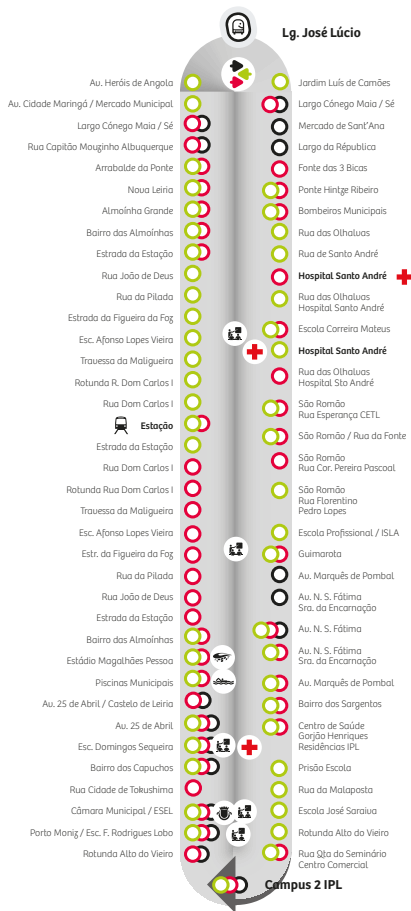 Lg. José Lúcio
Av. Heróis de Angola
Av. Cidade Maringá / Mercado Municipal
Largo Cónego Maia / Sé
Rua Capitão Mouzinho Albuquerque
Arrabalde da Ponte
Nova Leiria
Almoínha Grande
Bairro das Almoínhas
Estrada da Estação
Rua João de Deus
Rua da Pilada
Estrada da Figueira da Foz
Esc. Afonso Lopes Vieira
Travessa da Maligueira
Rotunda R. Dom Carlos I
Rua Dom Carlos I
Estação
Estrada da Estação
Rua Dom Carlos I
Rotunda Rua Dom Carlos I
Travessa da Maligueira
Esc. Afonso Lopes Vieira
Estr. da Figueira da Foz
Rua da Pilada
Rua João de Deus
Estrada da Estação
Bairro das Almoínhas
Estádio Magalhães Pessoa
Piscinas Municipais
Av. 25 de Abril / Castelo de Leiria
Av. 25 de Abril
Esc. Domingos Sequeira
Bairro dos Capuchos
Rua Cidade de Tokushima
Câmara Municipal / ESEL
Porto Moniz / Esc. F. Rodrigues Lobo
Rotunda Alto do Vieiro
Jardim Luís de Camões
Largo Cónego Maia / Sé
Mercado de Sant'Ana
Largo da Républica
Fonte das 3 Bicas
Ponte Hintze Ribeiro
Bombeiros Municipais
Rua das Olhalvas
Rua de Santo André
Hospital Santo André
Rua das Olhalvas
Hospital Santo André
Escola Correira Mateus
Hospital Santo André
Rua das Olhalvas
Hospital Sto André
São Romão
Rua Esperança CETL
São Romão / Rua da Fonte
São Romão
Rua Cor. Pereira Pascoal
São Romão
Rua Florentino
Pedro Lopes
Escola Profissional / ISLA
Guimarota
Av. Marquês de Pombal
Av. N. S. Fátima
Sra. da Encarnação
Av. N. S. Fátima
Av. N. S. Fátima
Sra. da Encarnação
Av. Marquês de Pombal
Bairro dos Sargentos
Centro de Saúde
Gorjão Henriques
Residências IPL
Prisão Escola
Rua da Malaposta
Escola José Saraiva
Rotunda Alto do Vieiro
Rua Qta do Seminário
Centro Comercial
Campus 2 IPL